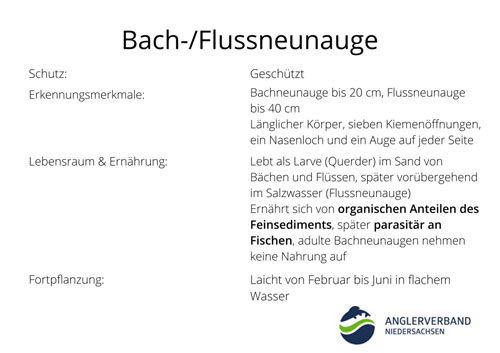 Bach-/Flussneunauge
Schutz:
Geschützt
Erkennungsmerkmale:
Bachneunauge bis 20 cm, Flussneunauge
bis 40 cm
Länglicher Körper, sieben Kiemenöffnungen,
ein Nasenloch und ein Auge auf jeder Seite
Lebensraum & Ernährung:
Lebt als Larve (Querder) im Sand von
Bächen und Flüssen, später vorübergehend
im Salzwasser (Flussneunauge)
Ernährt sich von organischen Anteilen des
Feinsediments, später parasitär an
Fischen, adulte Bachneunaugen nehmen
keine Nahrung auf
Fortpflanzung:
Laicht von Februar bis Juni in flachem
Wasser
ANGLERVERBAND
NIEDERSACHSEN